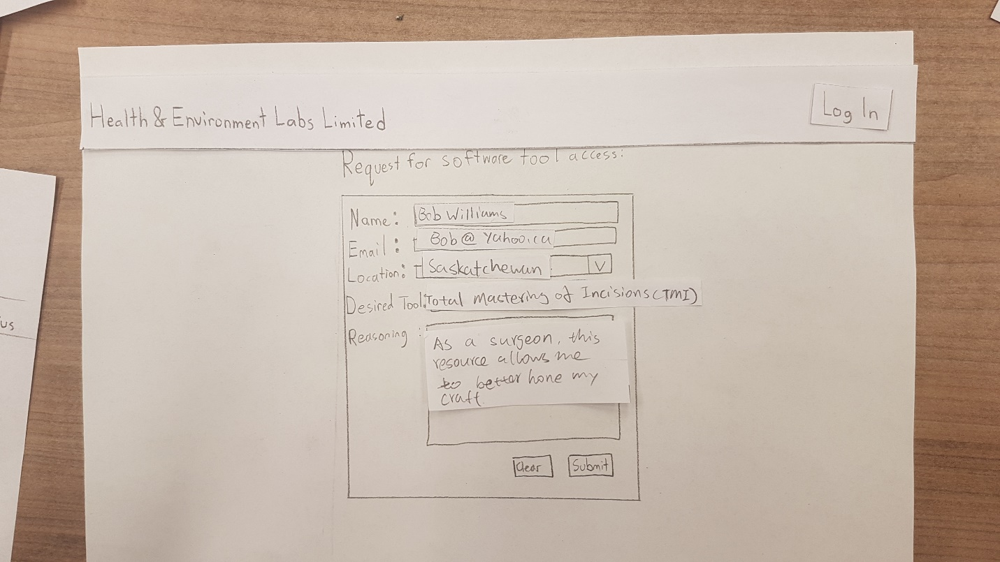 Health & Environment Labs Limited
Log In
Request for software tool access:
Name: Bob Williams
Email: Bob@Yahoo.ca
Location: Saskatchewan V
Desired Tool: Total Mastering of Incisions (TMI)
Reasoning: As a surgeon, this
resource allows me
to better hone my
craft.
Clear Submit
us